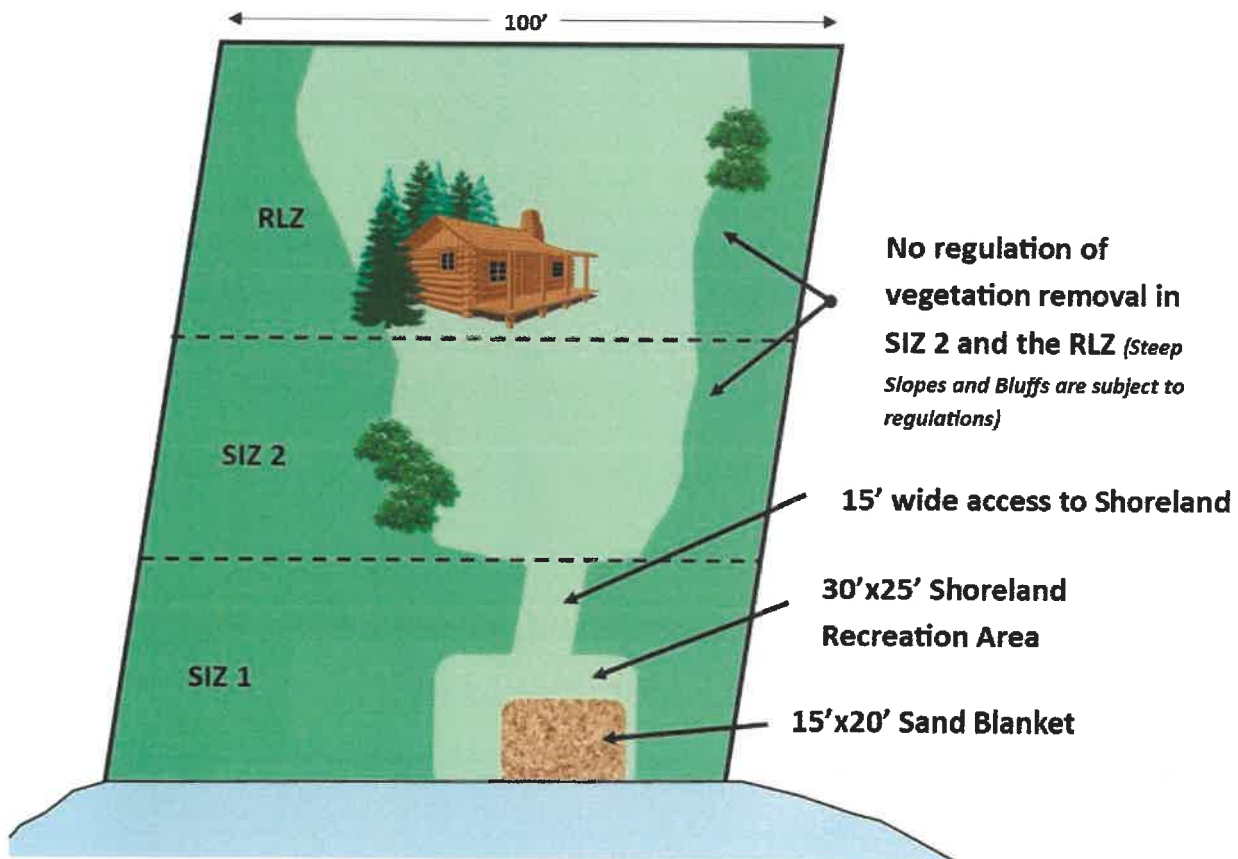 100'
RLZ
No regulation of
vegetation removal in
SIZ 2 and the RLZ (Steep
Slopes and Bluffs are subject to
regulations)
SIZ 2
15' wide access to Shoreland
30'x25' Shoreland
Recreation Area
SIZ 1
15'x20' Sand Blanket